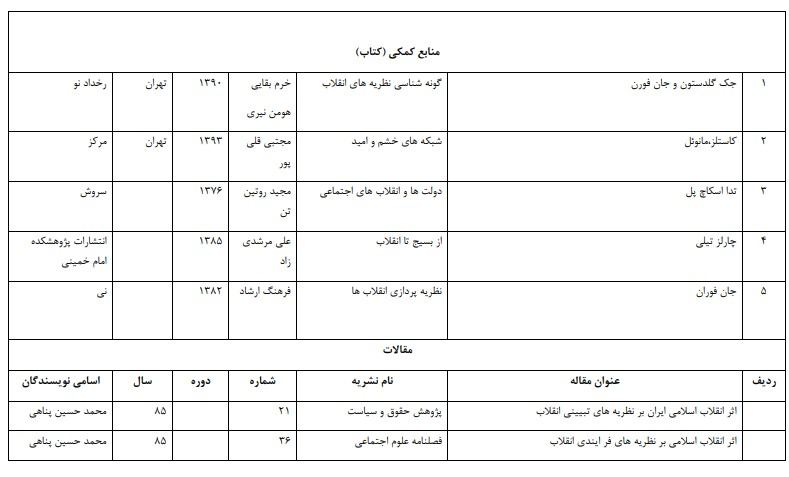 منابع کمکی (کتاب)
۱ جک گلدستون و جان فورن گونه شناسی نظریه های انقلاب خرم بقایی ۱۳۹۰ تهران رخداد نو
هومن نیری
۲ کاستلز،مانوئل شبکه های خشم و امید مجتبی قلی ۱۳۹۳ تهران مرکز
پور
۳ تدا اسکاچ پل دولت ها و انقلاب های اجتماعی مجید روتین ۱۳۷۶ سروش
تن
۴ چارلز تیلی از بسیج تا انقلاب علی مرشدی ۱۳۸۵ انتشارات پژوهشکده
زاد امام خمینی
۵ جان فوران نظریه پردازی انقلاب ها فرهنگ ارشاد ۱۳۸۲ نی
مقالات
ردیف عنوان مقاله نام نشریه شماره دوره سال اسامی نویسندگان
اثر انقلاب اسلامی ایران بر نظریه های تبیینی انقلاب پژوهش حقوق و سیاست ۲۱ ۸۵ محمد حسین پناهی
اثر انقلاب اسلامی بر نظریه های فر ایندی انقلاب فصلنامه علوم اجتماعی ۳۶ ۸۵ محمد حسین پناهی